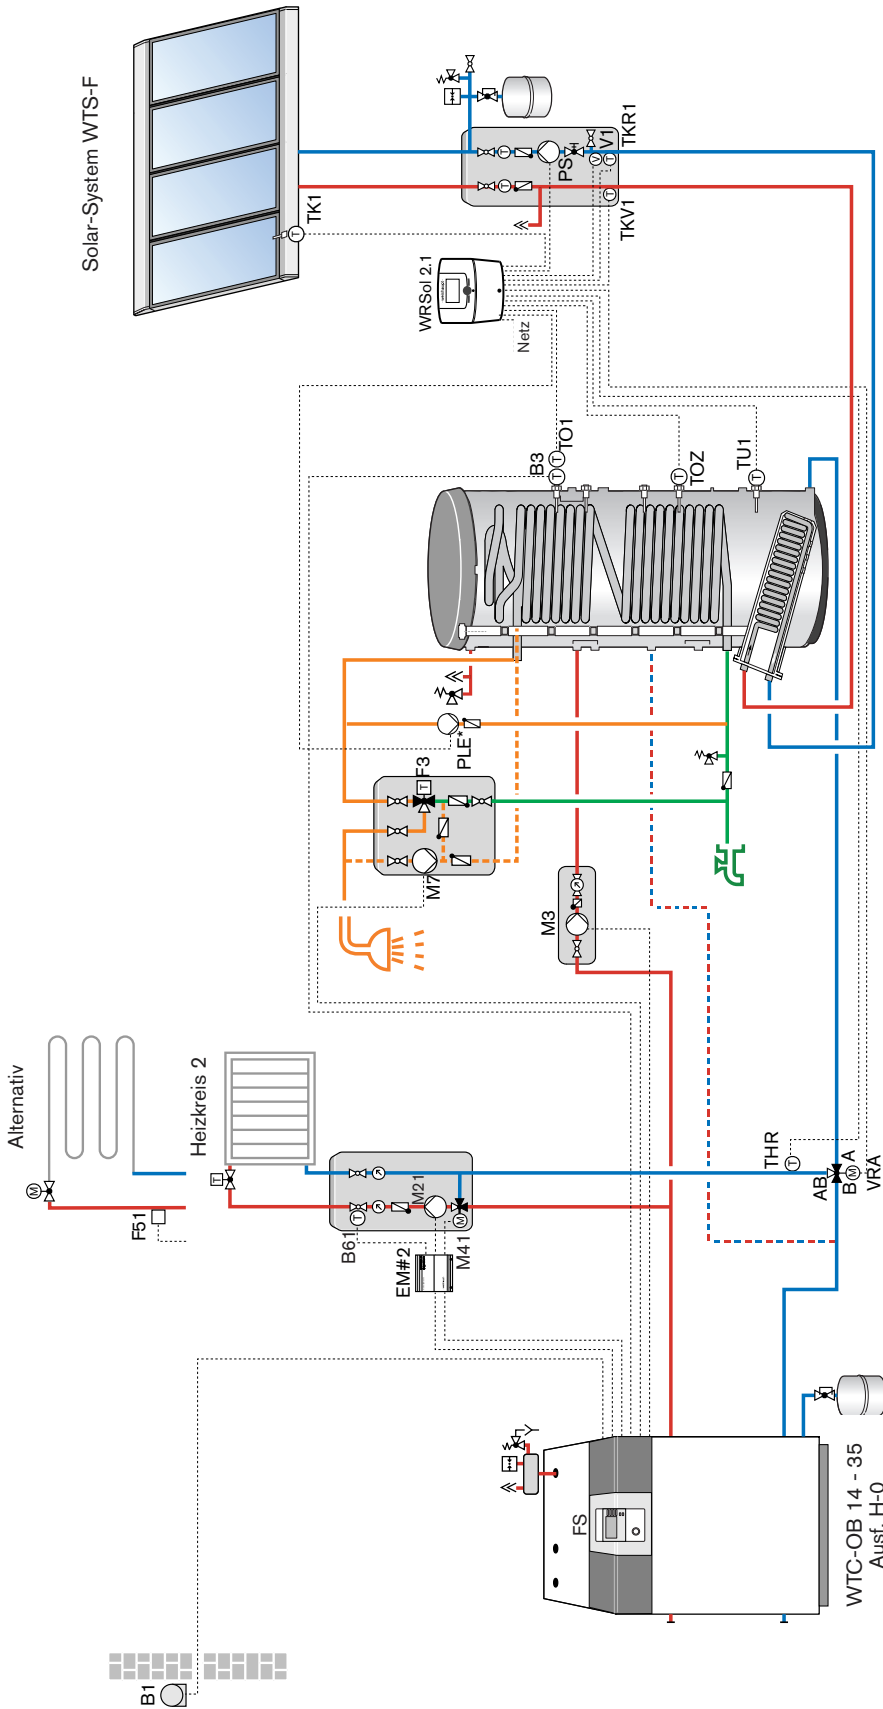 Solar-System WTS-F
TK1
PS
V
V1
TKR1
TKV1
WRSol 2.1
Netz
B3
TO1
TOZ
TU1
PLE*
F3
M7
M3
Alternativ
Heizkreis 2
F51
B61
M21
EM#2
M41
THR
AB
A
B
VRA
B1
FS
WTC-OB 14 - 35
Ausf. H-0
T
T
T
T
T
T
T
T
T
T
T
T
T
M
M
M